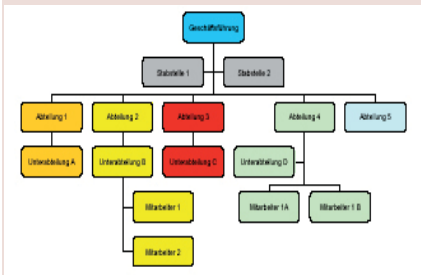 Geschäftsführung
Stabstelle 1
Stabstelle 2
Abteilung 1
Abteilung 2
Abteilung 3
Abteilung 4
Abteilung 5
Unterabteilung A
Unterabteilung B
Unterabteilung C
Unterabteilung D
Mitarbeiter 1
Mitarbeiter 1A
Mitarbeiter 1 B
Mitarbeiter 2